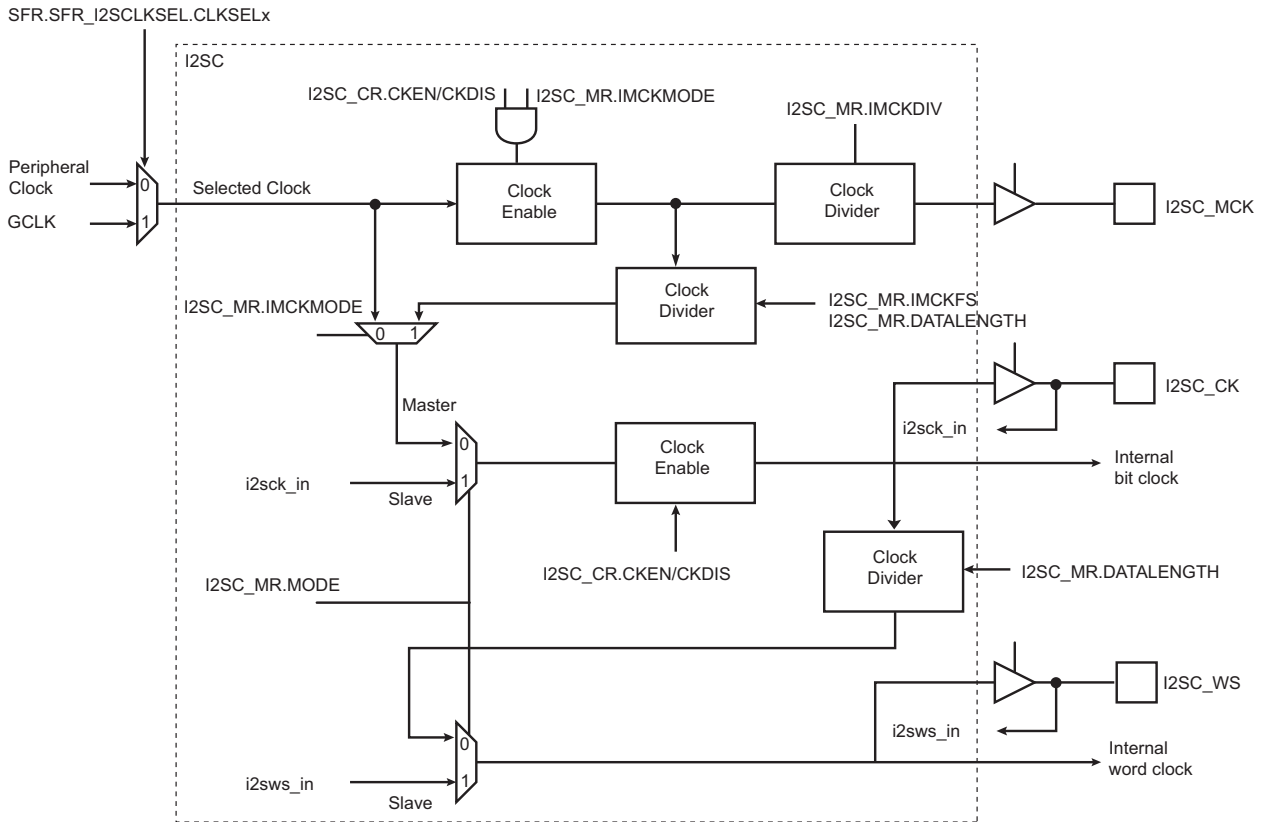 SFR.SFR_I2SCLKSEL.CLKSELx
I2SC
I2SC_CR.CKEN/CKDIS
I2SC_MR.IMCKMODE
I2SC_MR.IMCKDIV
Peripheral
Clock
0
Selected Clock
Clock
Enable
Clock
Divider
GCLK
1
I2SC_MCK
I2SC_MR.IMCKMODE
Clock
Divider
I2SC_MR.IMCKFS
I2SC_MR.DATALENGTH
0
1
I2SC_CK
Master
i2sck_in
0
Clock
Enable
Internal
bit clock
i2sck_in
1
Slave
I2SC_CR.CKEN/CKDIS
Clock
Divider
I2SC_MR.DATALENGTH
I2SC_MR.MODE
I2SC_WS
i2sws_in
0
Internal
word clock
i2sws_in
1
Slave